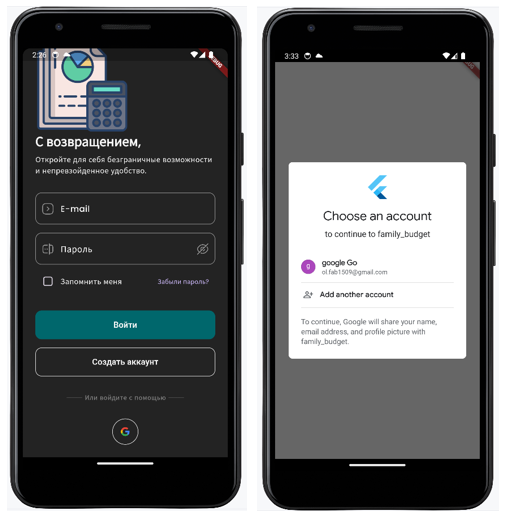 2:26
С возвращением,
Откройте для себя безграничные возможности
и непревзойденное удобство.
E-mail
Пароль
Запомнить меня
Забыли пароль?
Войти
Создать аккаунт
Или войдите с помощью
G
3:33
Choose an account
to continue to family_budget
g
google Go
ol.fab1509@gmail.com
Add another account
To continue, Google will share your name,
email address, and profile picture with
family_budget.